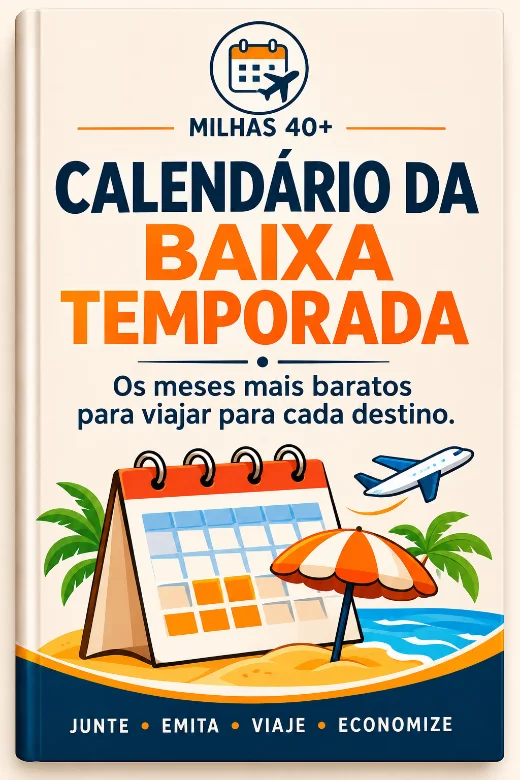 MILHAS 40+
CALENDÁRIO DA
BAIXA
TEMPORADA
Os meses mais baratos
para viajar para cada destino.
JUNTE • EMITA • VIAJE • ECONOMIZE